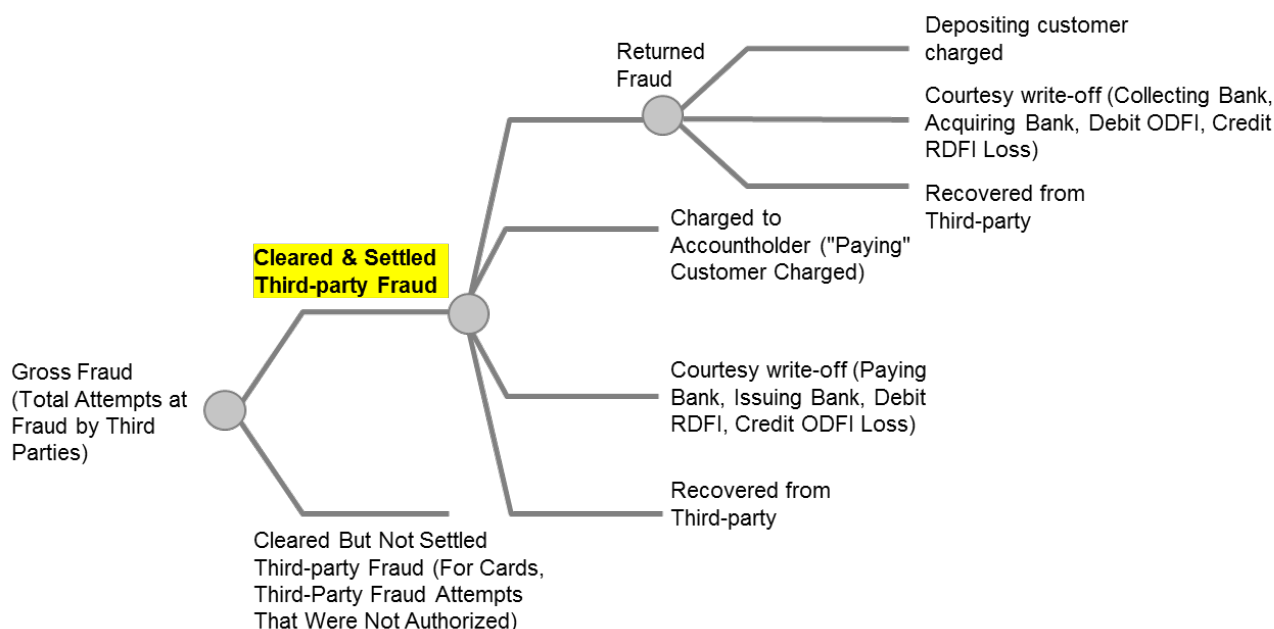 Depositing customer
charged
Returned
Fraud
Courtesy write-off (Collecting Bank,
Acquiring Bank, Debit ODFI, Credit
RDFI Loss)
Recovered from
Third-party
Charged to
Accountholder ("Paying"
Customer Charged)
Cleared & Settled
Third-party Fraud
Gross Fraud
(Total Attempts at
Fraud by Third
Parties)
Courtesy write-off (Paying
Bank, Issuing Bank, Debit
RDFI, Credit ODFI Loss)
Recovered from
Third-party
Cleared But Not Settled
Third-party Fraud (For Cards,
Third-Party Fraud Attempts
That Were Not Authorized)